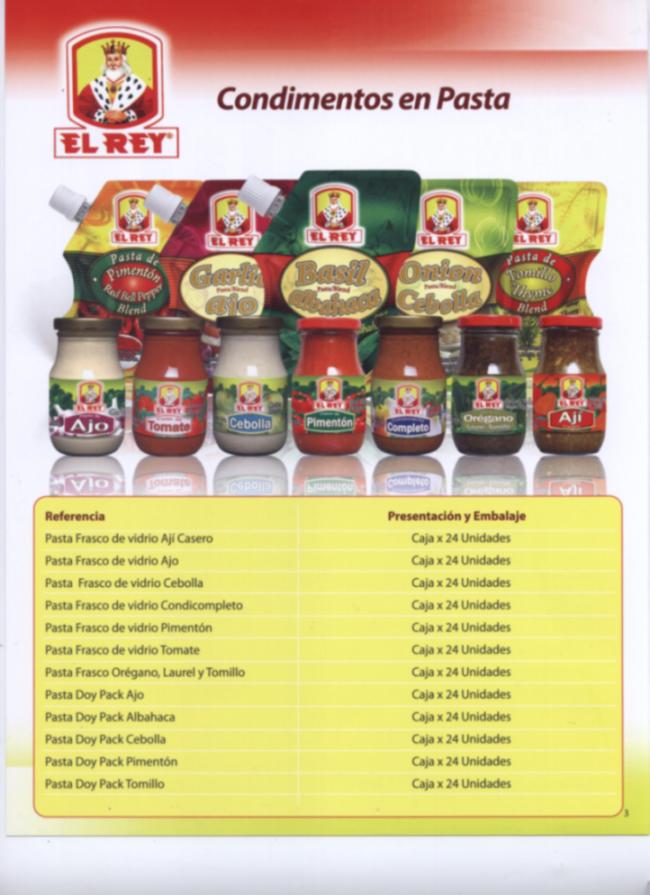 EL REY®
Condimentos en Pasta
EL REY
EL REY
EL REY
EL REY
EL REY
Pasta de
Pimentón
Red Bell Pepper
Blend
Garlic
Pasta/Blend
Ajo
Basil
Pasta/Blend
Albahaca
Onion
Pasta/Blend
Cebolla
Pasta de
Tomillo
Thyme
Blend
Ajo
EL REY
Tomate
Cebolla
EL REY
Pimentón
EL REY
Completo
Orégano
EL REY
Ají
Referencia Presentación y Embalaje
Pasta Frasco de vidrio Ají Casero Caja x 24 Unidades
Pasta Frasco de vidrio Ajo Caja x 24 Unidades
Pasta Frasco de vidrio Cebolla Caja x 24 Unidades
Pasta Frasco de vidrio Condicompleto Caja x 24 Unidades
Pasta Frasco de vidrio Pimentón Caja x 24 Unidades
Pasta Frasco de vidrio Tomate Caja x 24 Unidades
Pasta Frasco Orégano, Laurel y Tomillo Caja x 24 Unidades
Pasta Doy Pack Ajo Caja x 24 Unidades
Pasta Doy Pack Albahaca Caja x 24 Unidades
Pasta Doy Pack Cebolla Caja x 24 Unidades
Pasta Doy Pack Pimentón Caja x 24 Unidades
Pasta Doy Pack Tomillo Caja x 24 Unidades
3